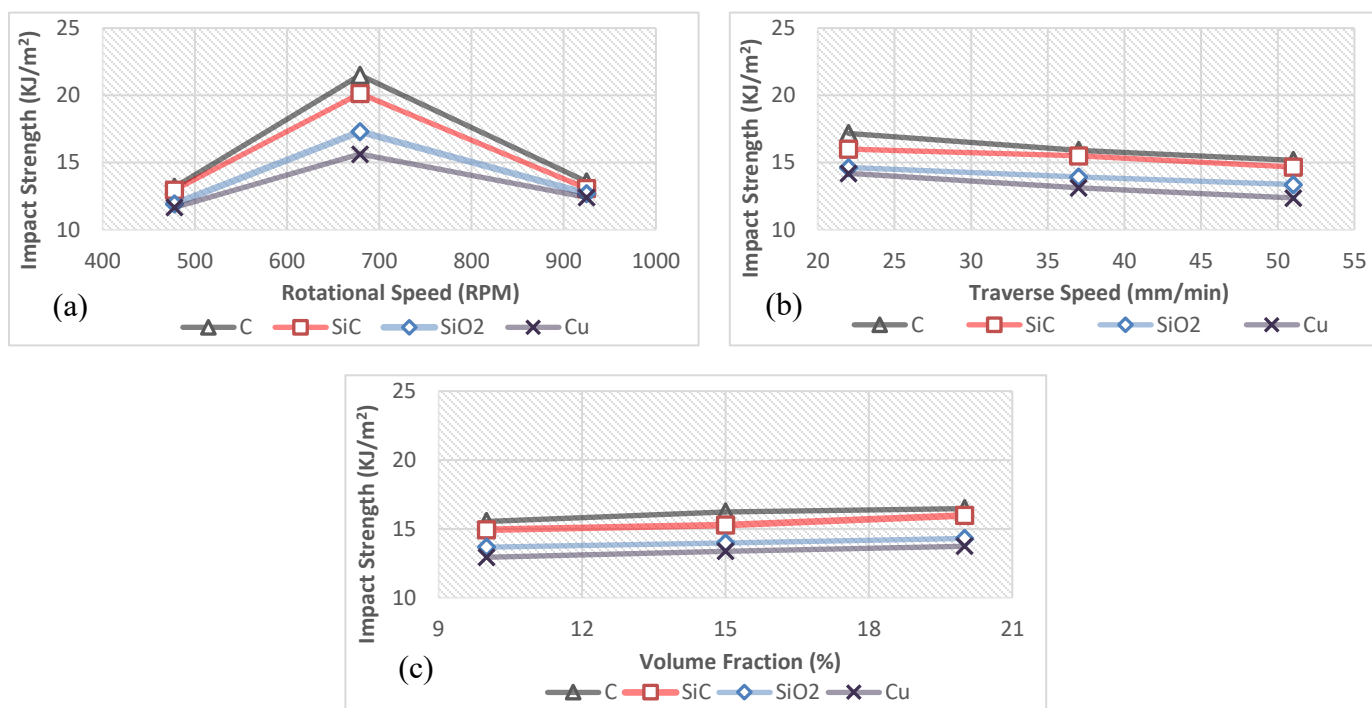 Impact Strength (KJ/m²)
25
20
15
10
400 500 600 700 800 900 1000
Rotational Speed (RPM)
(a)
C SiC SiO2 Cu
Impact Strength (KJ/m²)
25
20
15
10
20 25 30 35 40 45 50 55
Traverse Speed (mm/min)
(b)
C SiC SiO2 Cu
Impact Strength (KJ/m²)
25
20
15
10
9 12 15 18 21
Volume Fraction (%)
(c)
C SiC SiO2 Cu